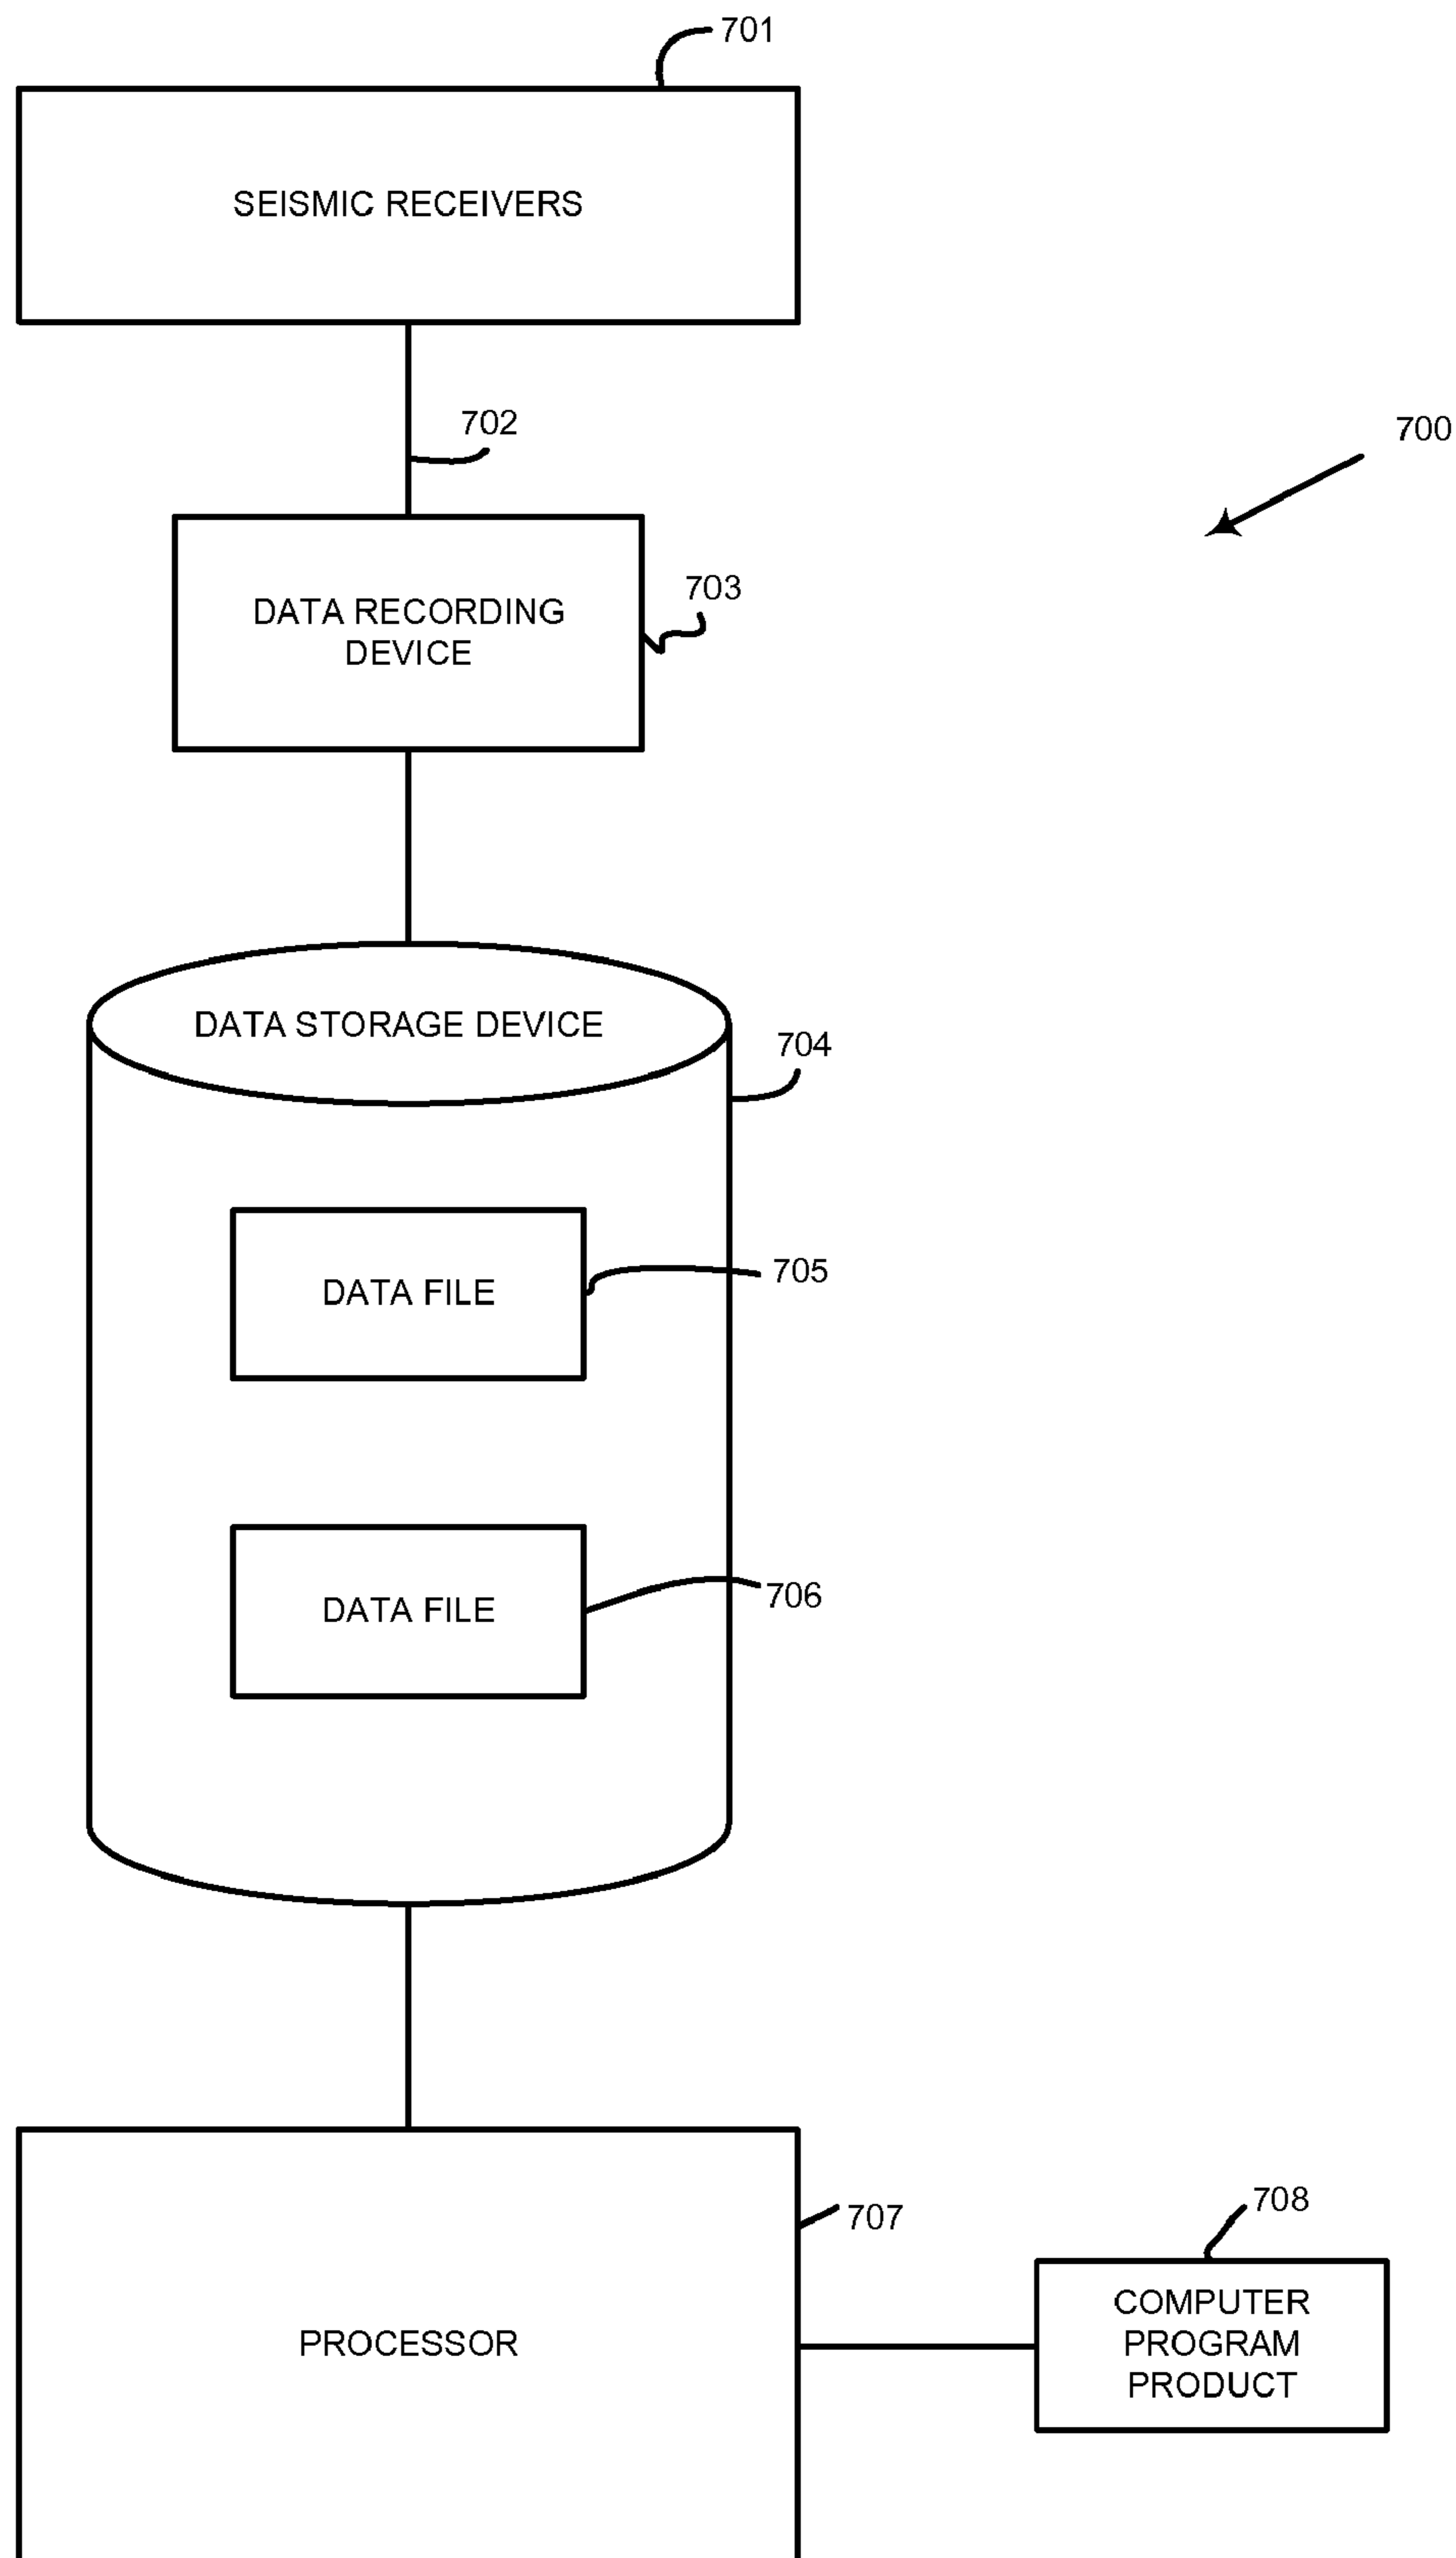 701
SEISMIC RECEIVERS
702
700
703
DATA RECORDING
DEVICE
DATA STORAGE DEVICE
704
DATA FILE
705
DATA FILE
706
707
708
PROCESSOR
COMPUTER
PROGRAM
PRODUCT